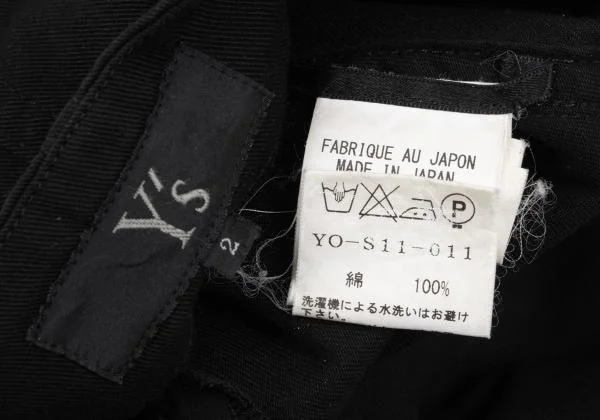 Y's
2
FABRIQUE AU JAPON
MADE IN JAPAN
P
YO-S11-011
綿 100%
洗濯機による水洗いはお避け
下さい。